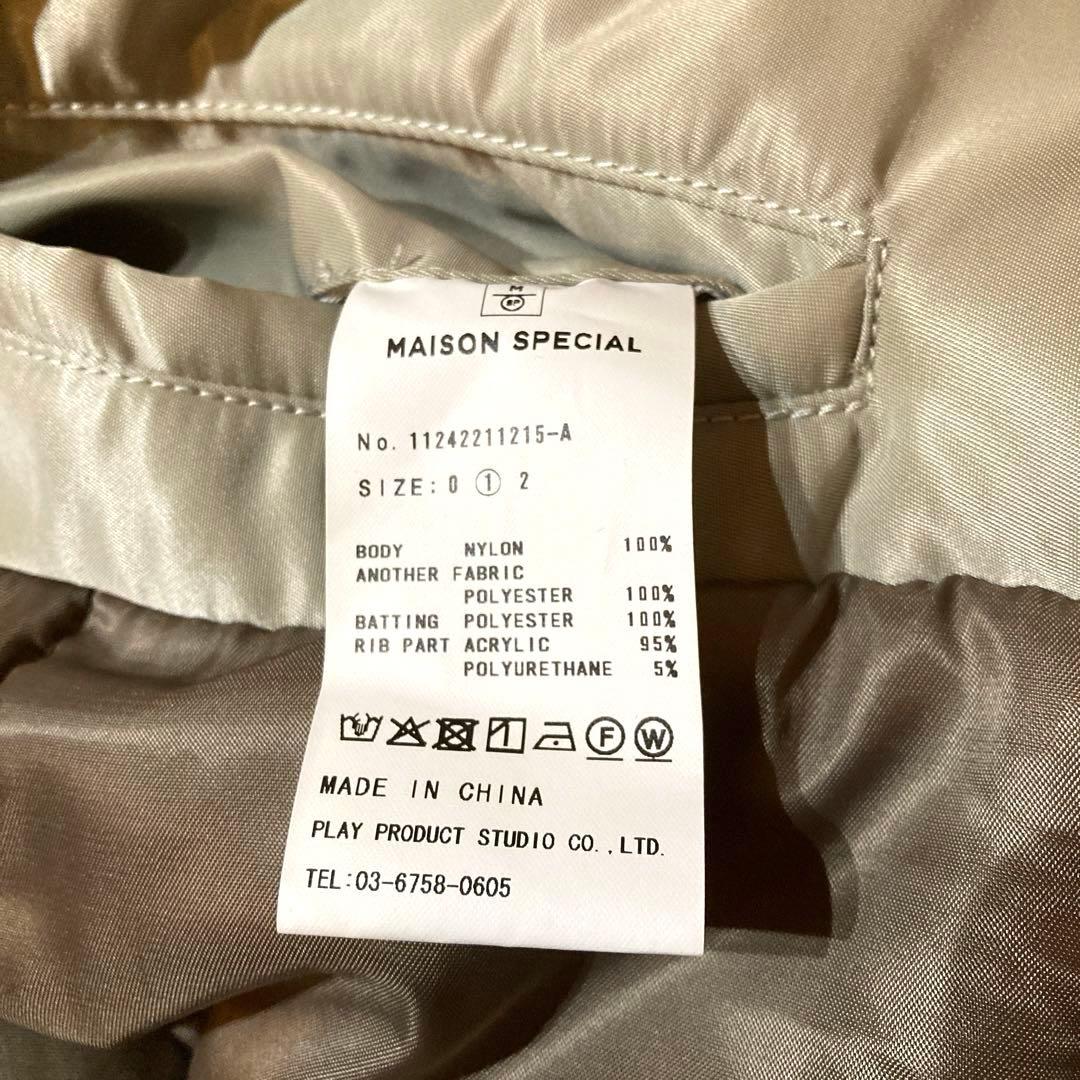 MAISON SPECIAL
No. 11242211215-A
SIZE: 0 ① 2
BODY NYLON 100%
ANOTHER FABRIC
POLYESTER 100%
BATTING POLYESTER 100%
RIB PART ACRYLIC 95%
POLYURETHANE 5%
F W
MADE IN CHINA
PLAY PRODUCT STUDIO CO.,LTD.
TEL:03-6758-0605